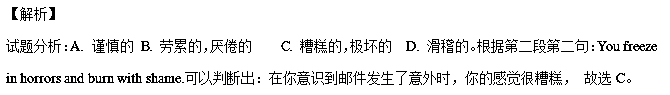 【解析】
试题分析:A. 谨慎的 B. 劳累的,厌倦的 C. 糟糕的,极坏的 D. 滑稽的。根据第二段第二句:You freeze
in horrors and burn with shame.可以判断出:在你意识到邮件发生了意外时,你的感觉很糟糕, 故选 C。